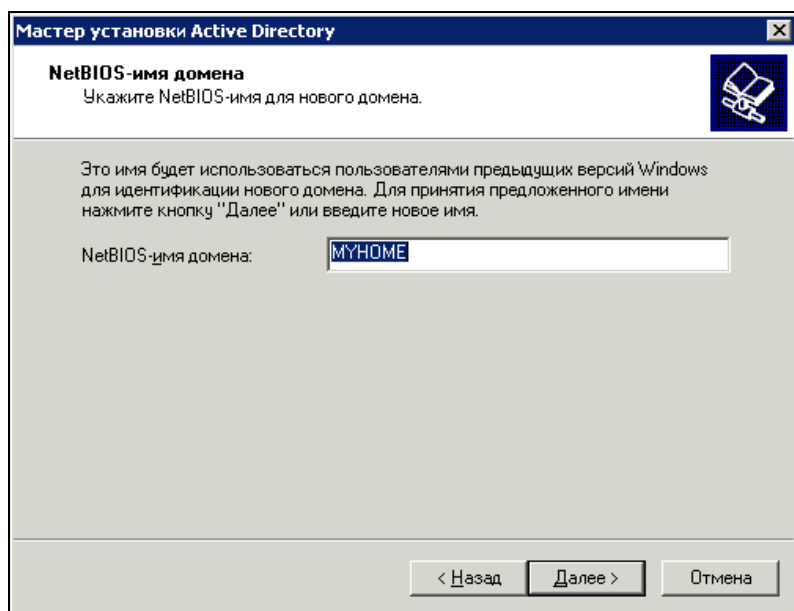 Мастер установки Active Directory
NetBIOS-имя домена
Укажите NetBIOS-имя для нового домена.
Это имя будет использоваться пользователями предыдущих версий Windows
для идентификации нового домена. Для принятия предложенного имени
нажмите кнопку "Далее" или введите новое имя.
NetBIOS-имя домена: MYHOME
< Назад Далее > Отмена